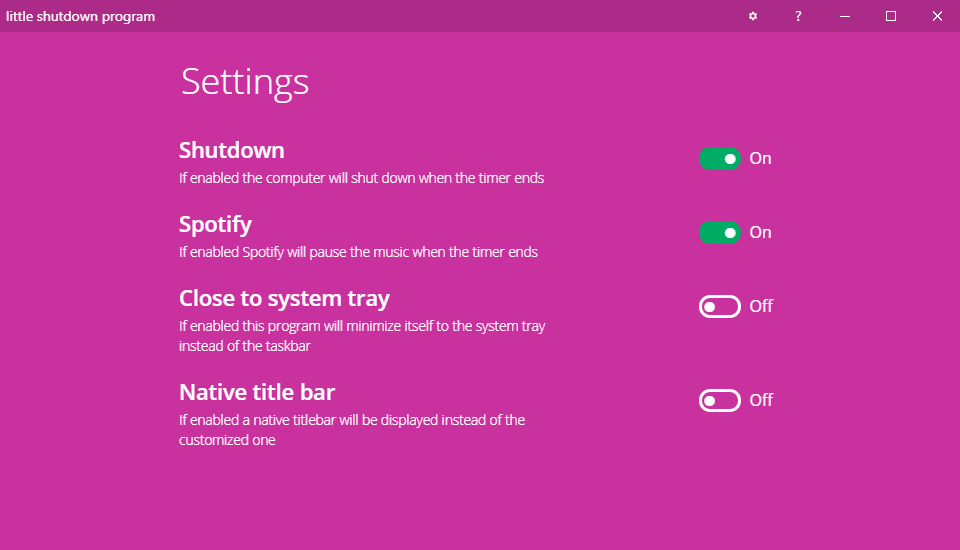 little shutdown program
?
Settings
Shutdown
On
If enabled the computer will shut down when the timer ends
Spotify
On
If enabled Spotify will pause the music when the timer ends
Close to system tray
Off
If enabled this program will minimize itself to the system tray
instead of the taskbar
Native title bar
Off
If enabled a native titlebar will be displayed instead of the
customized one